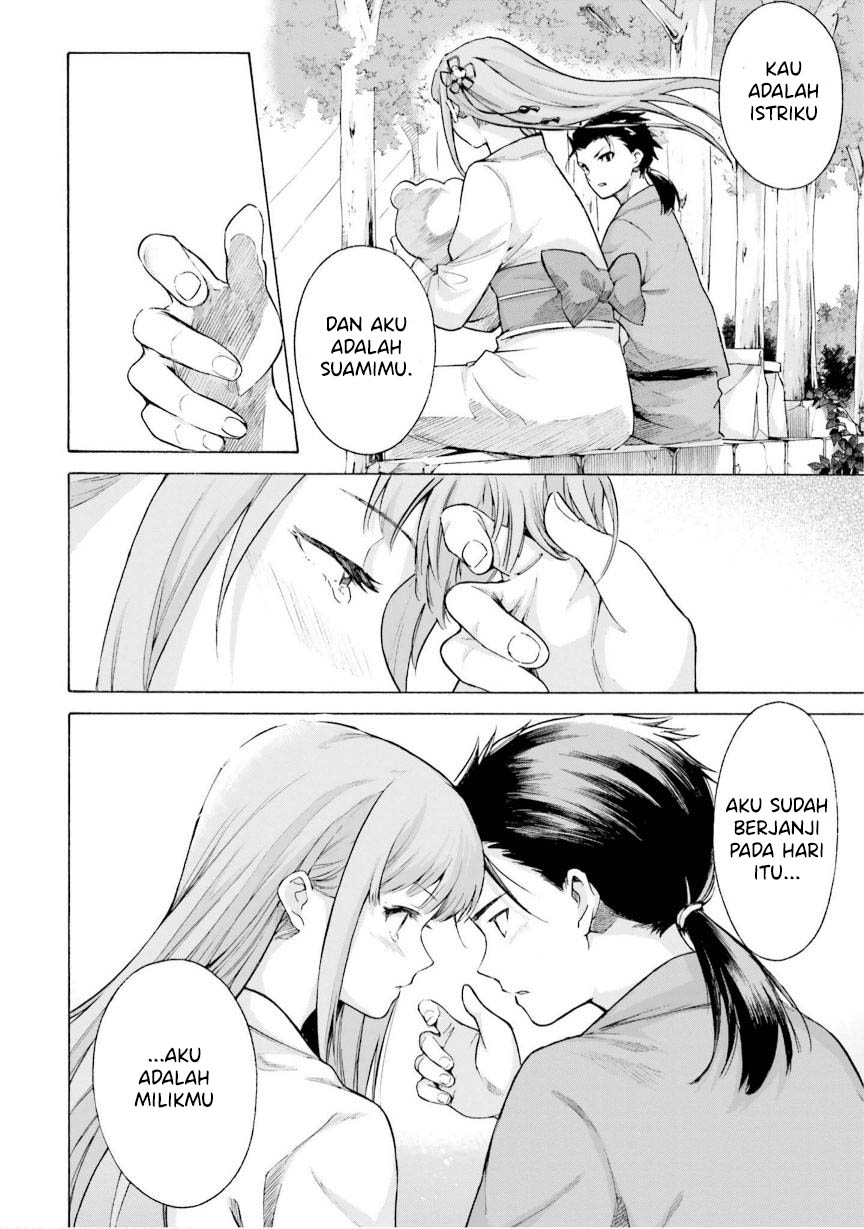 KAU
ADALAH
ISTRIKU
DAN AKU
ADALAH
SUAMIMU.
AKU SUDAH
BERJANJI
PADA HARI
ITU...
...AKU
ADALAH
MILIKMU